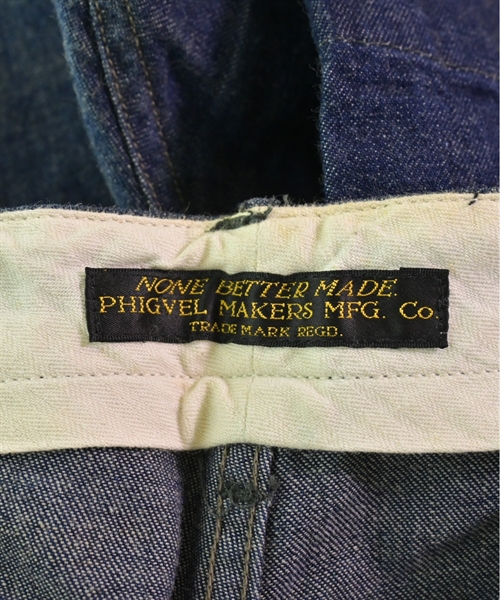 NONE BETTER MADE.
PHIGVEL MAKERS MFG. Co.
TRADE MARK REGD.